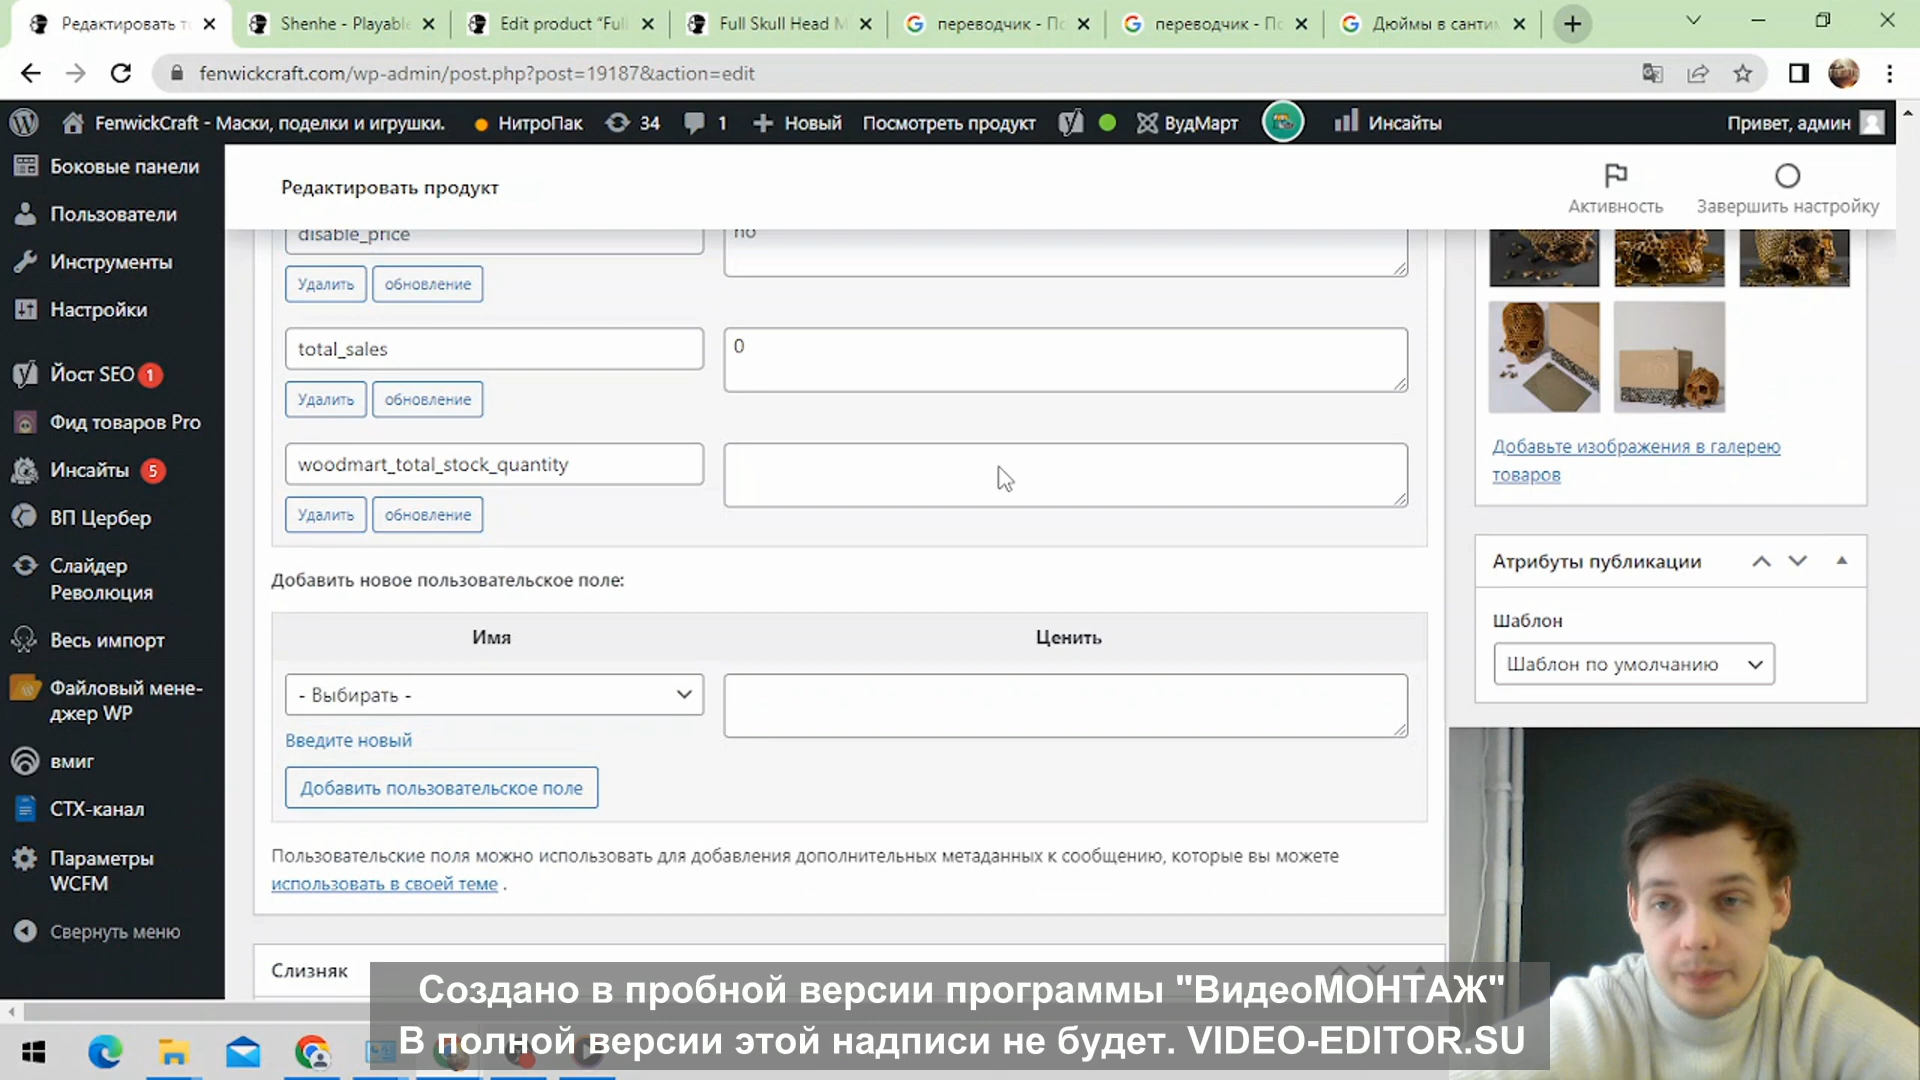 Редактировать т
Shenhe - Playable
Edit product “Full
Full Skull Head M
переводчик - По
переводчик - По
Дюймы в санти
fenwickcraft.com/wp-admin/post.php?post=19187&action=edit
FenwickCraft - Маски, поделки и игрушки.
НитроПак
34
1
Новый
Посмотреть продукт
ВудМарт
Инсайты
Привет, админ
Боковые панели
Пользователи
Инструменты
Настройки
Йост SEO 1
Фид товаров Pro
Инсайты 5
ВП Цербер
Слайдер
Революция
Весь импорт
Файловый мене-
джер WP
вмиг
СТХ-канал
Параметры
WCFM
Свернуть меню
Редактировать продукт
Активность
Завершить настройку
disable_price
no
Удалить
обновление
total_sales
0
Удалить
обновление
woodmart_total_stock_quantity
Удалить
обновление
Добавить новое пользовательское поле:
Имя
Ценить
- Выбирать -
Введите новый
Добавить пользовательское поле
Пользовательские поля можно использовать для добавления дополнительных метаданных к сообщению, которые вы можете
использовать в своей теме .
Слизняк
Добавьте изображения в галерею
товаров
Атрибуты публикации
Шаблон
Шаблон по умолчанию
Создано в пробной версии программы "ВидеоМОНТАЖ"
В полной версии этой надписи не будет. VIDEO-EDITOR.SU